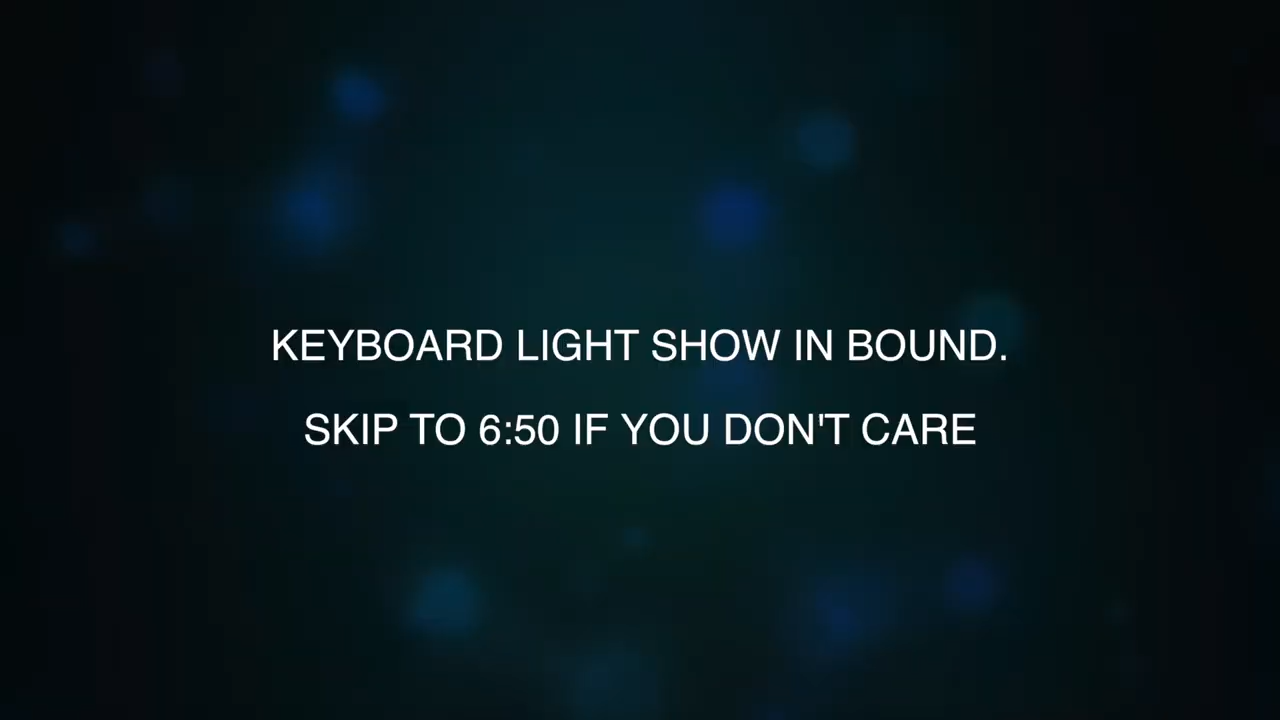 KEYBOARD LIGHT SHOW IN BOUND.
SKIP TO 6:50 IF YOU DON'T CARE